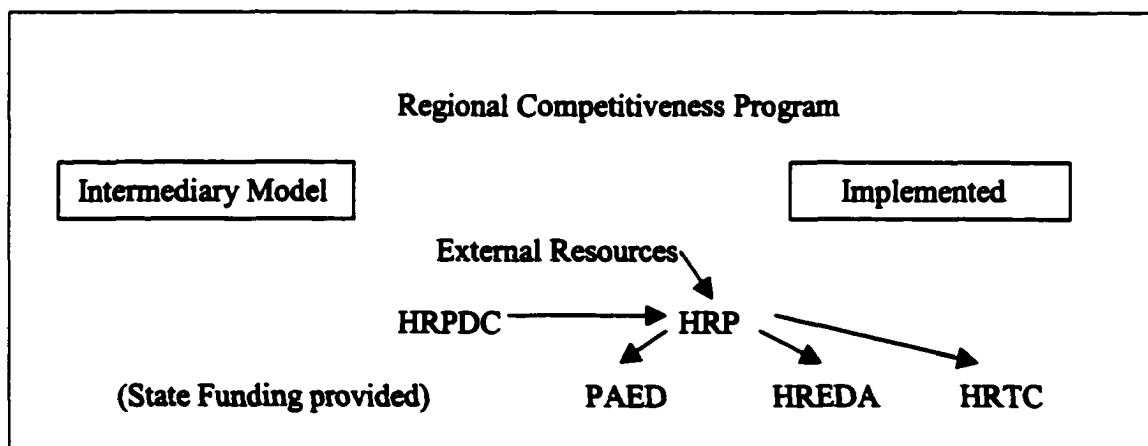 Regional Competitiveness Program
Intermediary Model Implemented
External Resources
HRPDC HRP
(State Funding provided) PAED HREDA HRTC